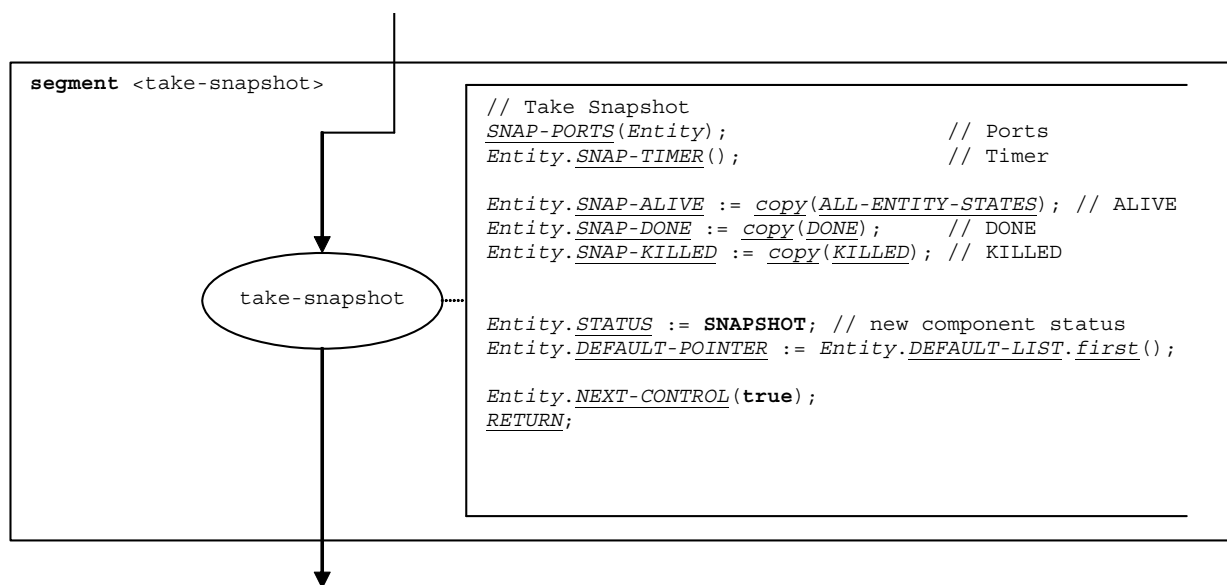 segment <take-snapshot>
// Take Snapshot
SNAP-PORTS(Entity); // Ports
Entity.SNAP-TIMER(); // Timer
Entity.SNAP-ALIVE := copy(ALL-ENTITY-STATES); // ALIVE
Entity.SNAP-DONE := copy(DONE); // DONE
Entity.SNAP-KILLED := copy(KILLED); // KILLED
take-snapshot
Entity.STATUS := SNAPSHOT; // new component status
Entity.DEFAULT-POINTER := Entity.DEFAULT-LIST.first();
Entity.NEXT-CONTROL(true);
RETURN;